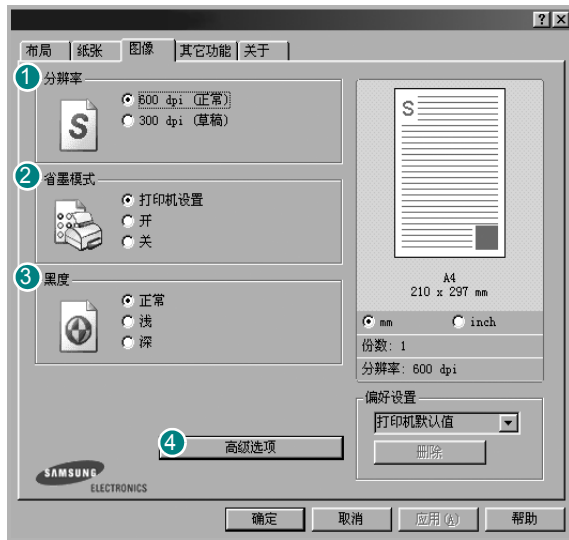 ? ×
布局 纸张 图像 其它功能 关于
1 分辨率
S
600 dpi (正常)
300 dpi (草稿)
2 省墨模式
打印机设置
开
关
3 黑度
正常
浅
深
4 高级选项
S
A4
210 x 297 mm
mm inch
份数: 1
分辨率: 600 dpi
偏好设置
打印机默认值
删除
SAMSUNG
ELECTRONICS
确定 取消 应用(A) 帮助